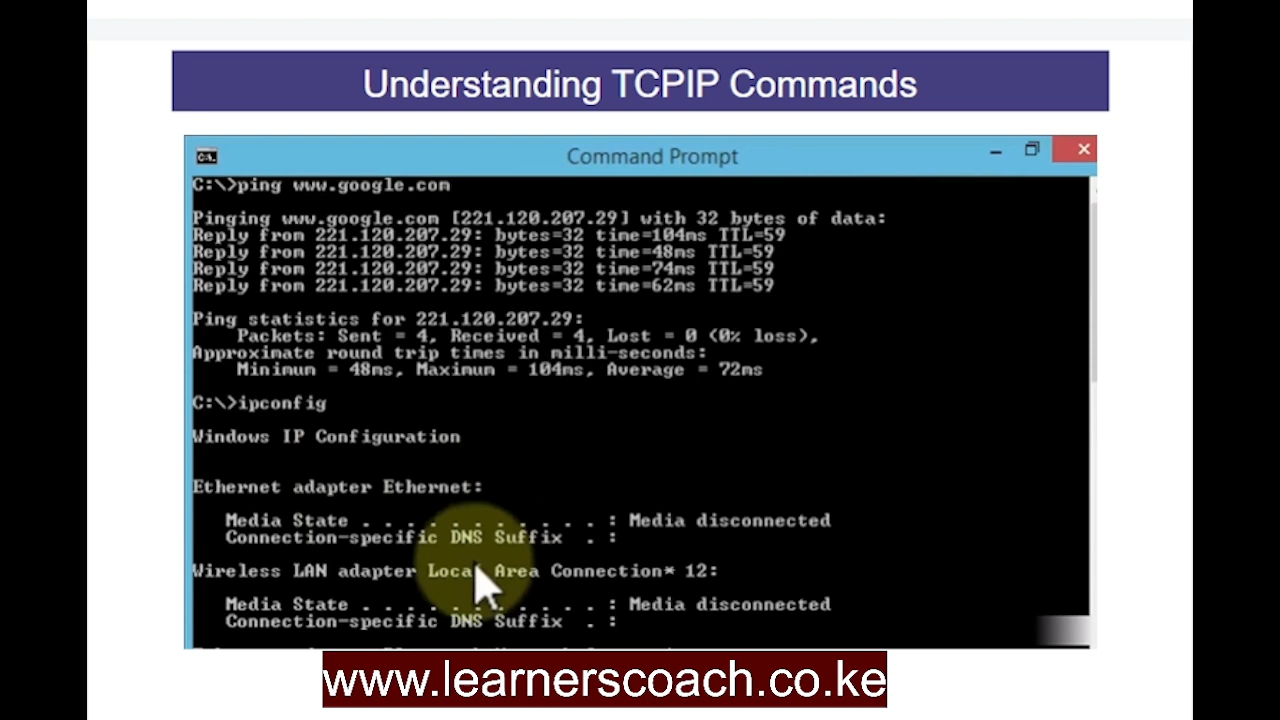 Understanding TCPIP Commands
Command Prompt
C:\>ping www.google.com
Pinging www.google.com [221.120.207.29] with 32 bytes of data:
Reply from 221.120.207.29: bytes=32 time=104ms TTL=59
Reply from 221.120.207.29: bytes=32 time=48ms TTL=59
Reply from 221.120.207.29: bytes=32 time=74ms TTL=59
Reply from 221.120.207.29: bytes=32 time=62ms TTL=59
Ping statistics for 221.120.207.29:
Packets: Sent = 4, Received = 4, Lost = 0 (0% loss),
Approximate round trip times in milli-seconds:
Minimum = 48ms, Maximum = 104ms, Average = 72ms
C:\>ipconfig
Windows IP Configuration
Ethernet adapter Ethernet:
Media State . . . . . . . . . . . : Media disconnected
Connection-specific DNS Suffix . :
Wireless LAN adapter Local Area Connection* 12:
Media State . . . . . . . . . . . : Media disconnected
Connection-specific DNS Suffix . :
www.learnerscoach.co.ke